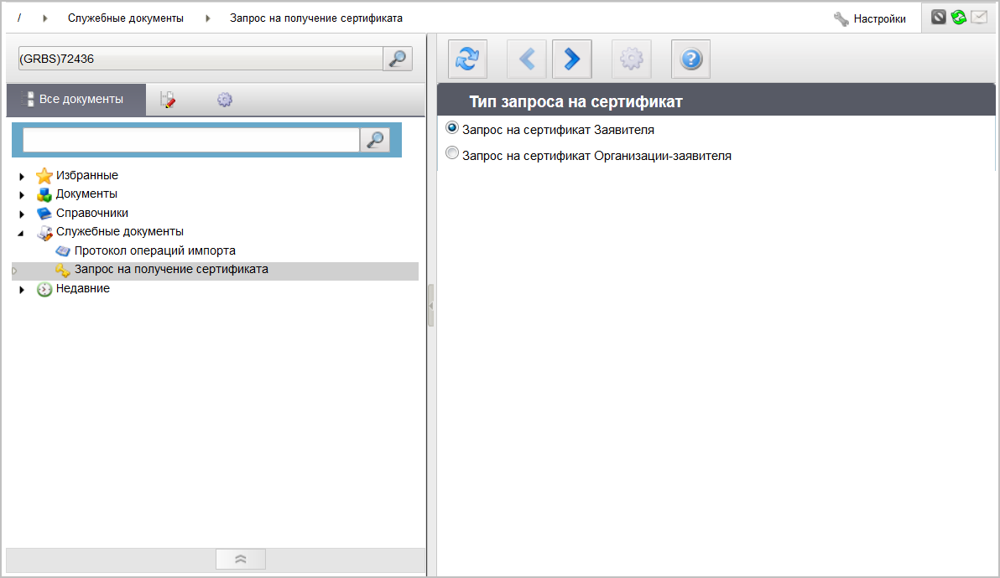 / Служебные документы Запрос на получение сертификата Настройки
(GRBS)72436
Все документы
Избранные
Документы
Справочники
Служебные документы
Протокол операций импорта
Запрос на получение сертификата
Недавние
?
Тип запроса на сертификат
Запрос на сертификат Заявителя
Запрос на сертификат Организации-заявителя